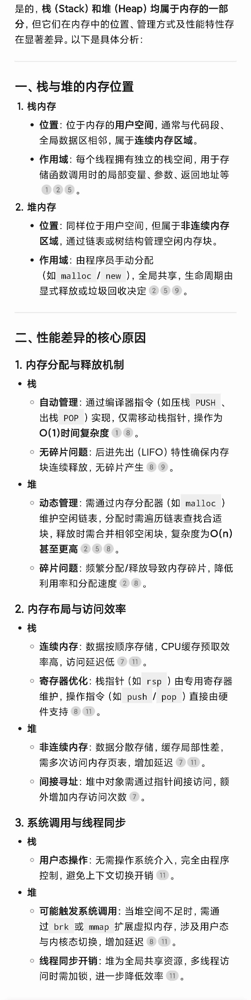 是的，栈（Stack）和堆（Heap）均属于内存的一部
分，但它们在内存中的位置、管理方式及性能特性存
在显著差异。以下是具体分析：
一、栈与堆的内存位置
1. 栈内存
• 位置：位于内存的用户空间，通常与代码段、
全局数据区相邻，属于连续内存区域。
• 作用域：每个线程拥有独立的栈空间，用于存
储函数调用时的局部变量、参数、返回地址等
1 2 5 。
2. 堆内存
• 位置：同样位于用户空间，但属于非连续内存
区域，通过链表或树结构管理空闲内存块。
• 作用域：由程序员手动分配
（如 malloc / new ），全局共享，生命周期由
显式释放或垃圾回收决定 2 5 9 。
二、性能差异的核心原因
1. 内存分配与释放机制
• 栈
◦ 自动管理：通过编译器指令（如压栈 PUSH 、
出栈 POP ）实现，仅需移动栈指针，操作为
O(1)时间复杂度 1 8 。
◦ 无碎片问题：后进先出（LIFO）特性确保内存
块连续释放，无碎片产生 8 9 。
• 堆
◦ 动态管理：需通过内存分配器（如 malloc ）
维护空闲链表，分配时需遍历链表查找合适
块，释放时需合并相邻空闲块，复杂度为O(n)
甚至更高 2 5 8 。
◦ 碎片问题：频繁分配/释放导致内存碎片，降低
利用率和分配速度 2 8 。
2. 内存布局与访问效率
• 栈
◦ 连续内存：数据按顺序存储，CPU缓存预取效
率高，访问延迟低 7 11 。
◦ 寄存器优化：栈指针（如 rsp ）由专用寄存器
维护，操作指令（如 push / pop ）直接由硬
件支持 8 11 。
• 堆
◦ 非连续内存：数据分散存储，缓存局部性差，
需多次访问内存页表，增加延迟 7 11 。
◦ 间接寻址：堆中对象需通过指针间接访问，额
外增加内存访问次数 7 。
3. 系统调用与线程同步
• 栈
◦ 用户态操作：无需操作系统介入，完全由程序
控制，避免上下文切换开销 11 。
• 堆
◦ 可能触发系统调用：当堆空间不足时，需通
过 brk 或 mmap 扩展虚拟内存，涉及用户态
与内核态切换，增加延迟 8 11 。
◦ 线程同步开销：堆为全局共享资源，多线程访
问时需加锁，进一步降低效率 11 。